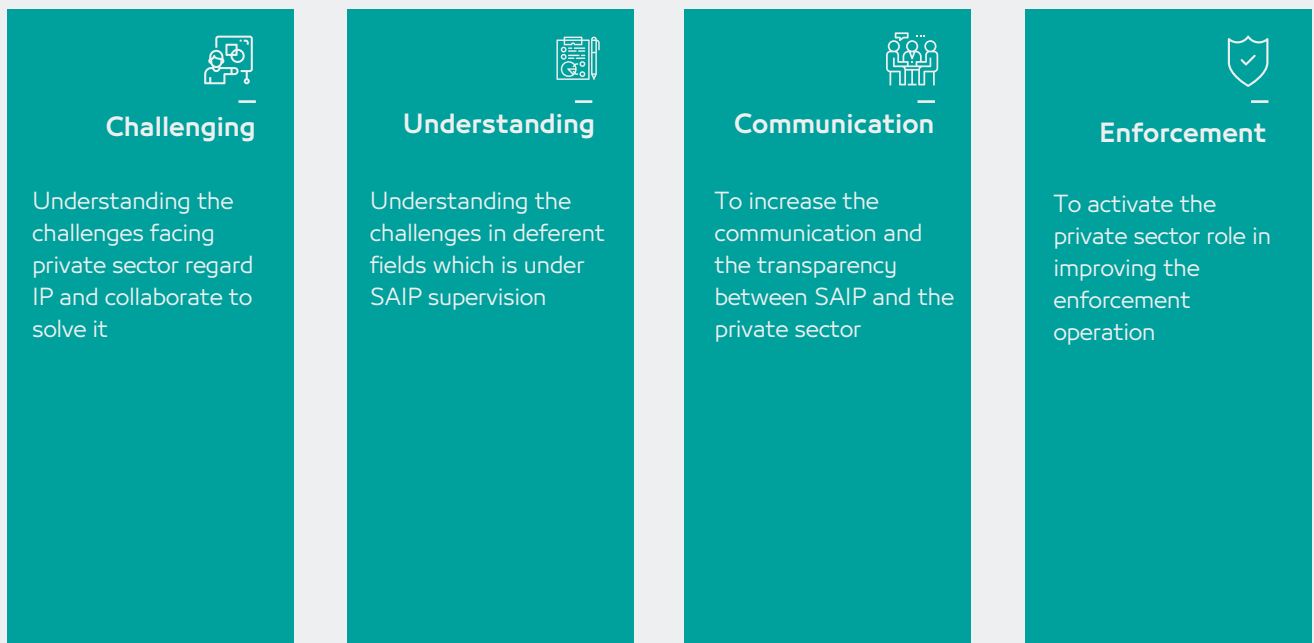 Challenging
Understanding the
challenges facing
private sector regard
IP and collaborate to
solve it
Understanding
Understanding the
challenges in deferent
fields which is under
SAIP supervision
Communication
To increase the
communication and
the transparency
between SAIP and the
private sector
Enforcement
To activate the
private sector role in
improving the
enforcement
operation